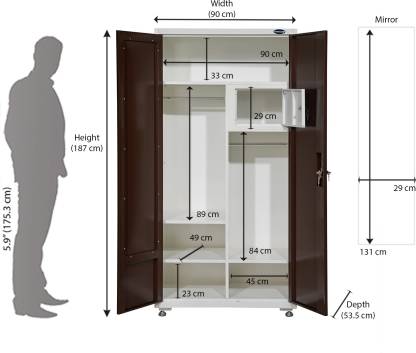 Width
(90 cm)
Mirror
90 cm
33 cm
29 cm
Height
(187 cm)
89 cm
29 cm
5.9" (175.3 cm)
49 cm
84 cm
131 cm
23 cm
45 cm
Depth
(53.5 cm)